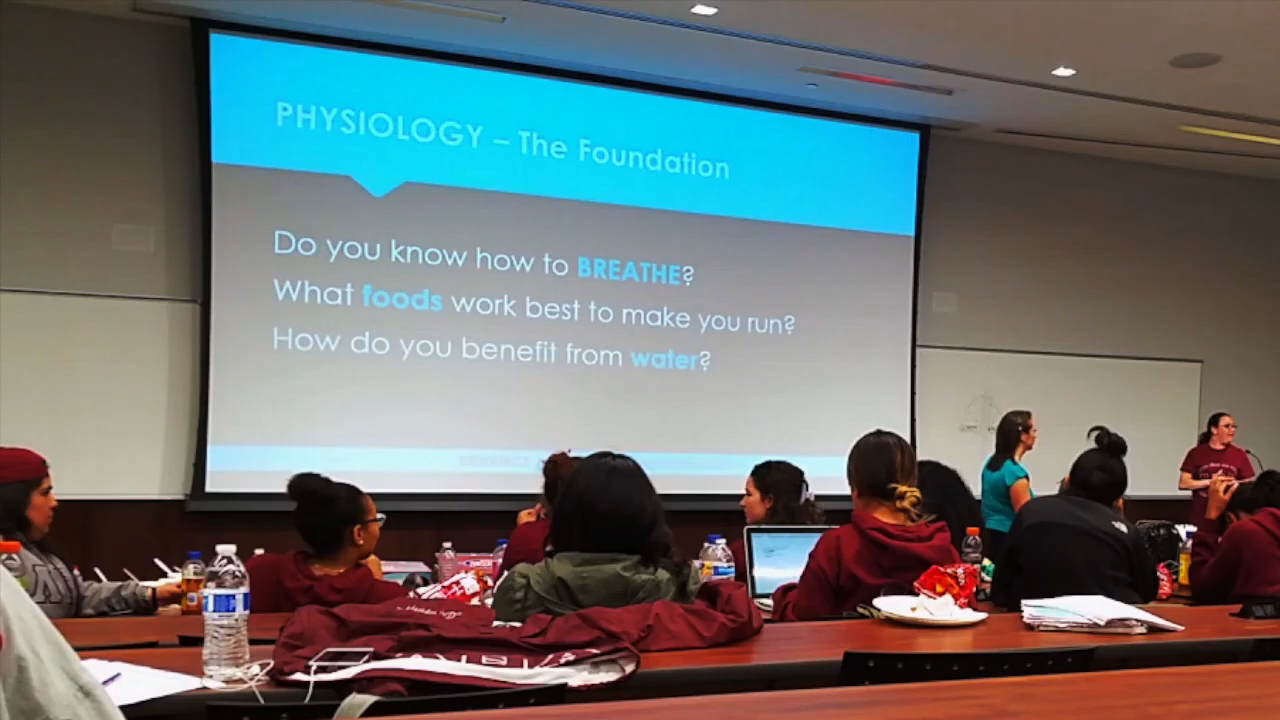 PHYSIOLOGY – The Foundation
Do you know how to BREATHE?
What foods work best to make you run?
How do you benefit from water?